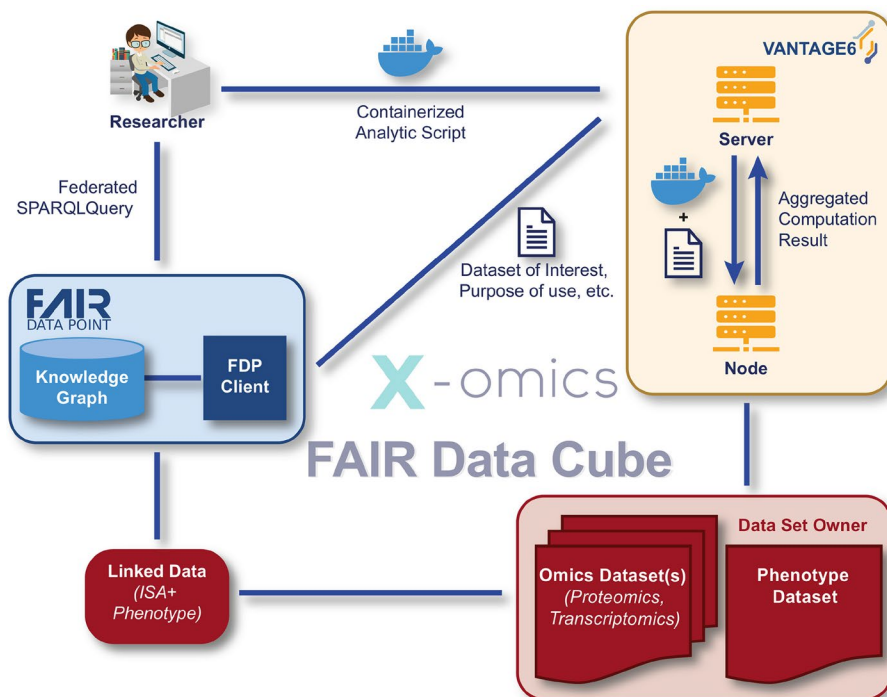 VANTAGE6
Researcher
Containerized
Analytic Script
Server
Federated
SPARQLQuery
+
Aggregated
Computation
Result
Dataset of Interest,
Purpose of use, etc.
FAIR
DATA POINT
Knowledge
Graph
FDP
Client
Node
X-omics
FAIR Data Cube
Linked Data
(ISA+
Phenotype)
Data Set Owner
Omics Dataset(s)
(Proteomics,
Transcriptomics)
Phenotype
Dataset